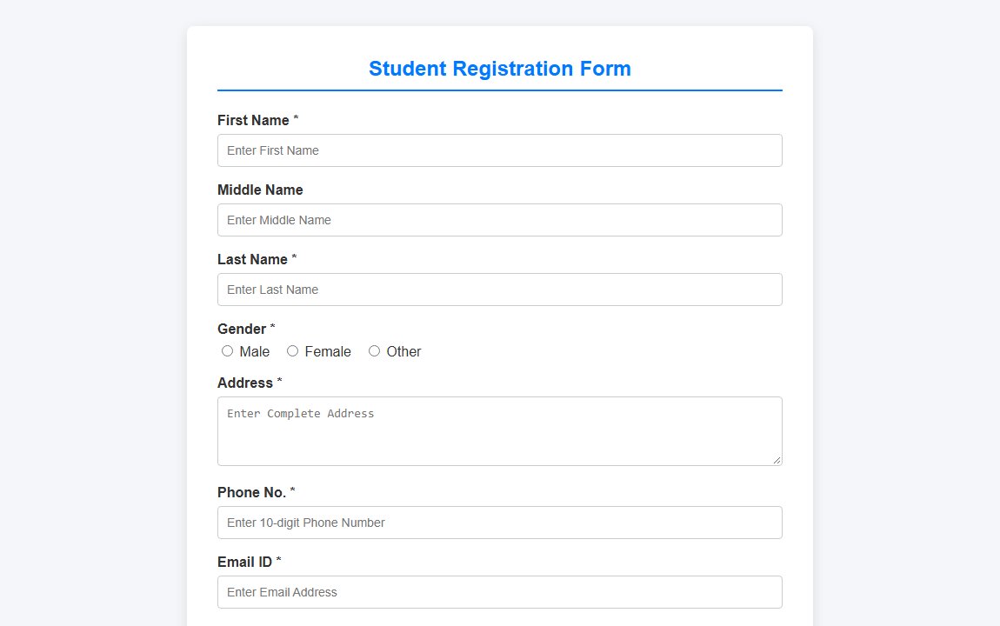 Student Registration Form
First Name *
Enter First Name
Middle Name
Enter Middle Name
Last Name *
Enter Last Name
Gender *
Male Female Other
Address *
Enter Complete Address
Phone No. *
Enter 10-digit Phone Number
Email ID *
Enter Email Address